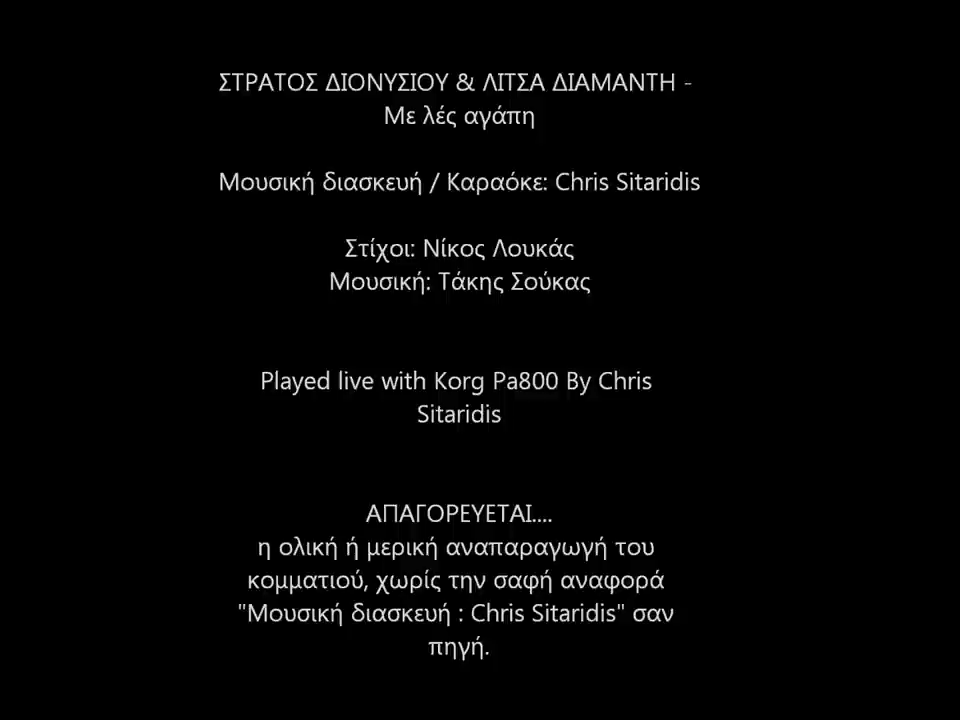 ΣΤΡΑΤΟΣ ΔΙΟΝΥΣΙΟΥ & ΛΙΤΣΑ ΔΙΑΜΑΝΤΗ -
Με λές αγάπη
Μουσική διασκευή / Καραόκε: Chris Sitaridis
Στίχοι: Νίκος Λουκάς
Μουσική: Τάκης Σούκας
Played live with Korg Pa800 By Chris
Sitaridis
ΑΠΑΓΟΡΕΥΕΤΑΙ....
η ολική ή μερική αναπαραγωγή του
κομματιού, χωρίς την σαφή αναφορά
"Μουσική διασκευή : Chris Sitaridis" σαν
πηγή.